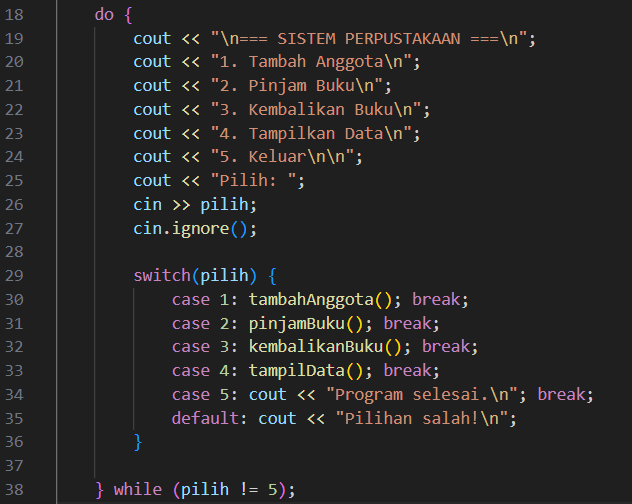 18 do {
19 cout << "\n=== SISTEM PERPUSTAKAAN ===\n";
20 cout << "1. Tambah Anggota\n";
21 cout << "2. Pinjam Buku\n";
22 cout << "3. Kembalikan Buku\n";
23 cout << "4. Tampilkan Data\n";
24 cout << "5. Keluar\n\n";
25 cout << "Pilih: ";
26 cin >> pilih;
27 cin.ignore();
28
29 switch(pilih) {
30 case 1: tambahAnggota(); break;
31 case 2: pinjamBuku(); break;
32 case 3: kembalikanBuku(); break;
33 case 4: tampilData(); break;
34 case 5: cout << "Program selesai.\n"; break;
35 default: cout << "Pilihan salah!\n";
36 }
37
38 } while (pilih != 5);